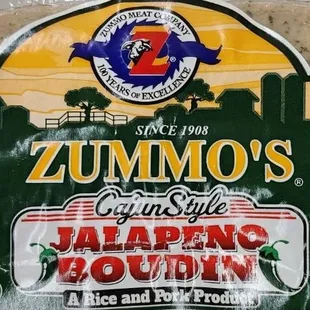 ZUMMO MEAT COMPANY
Z
100 YEARS OF EXCELLENCE
®
SINCE 1908
ZUMMO'S®
Cajun Style
JALAPENO
BOUDIN
A Rice and Pork Product